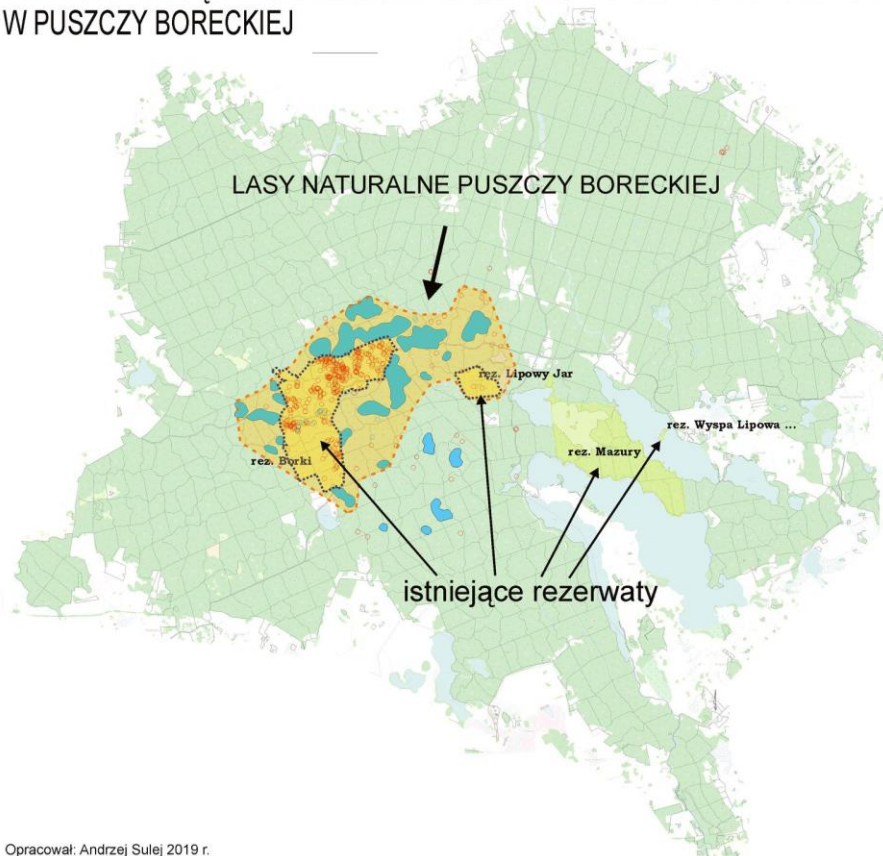 W PUSZCZY BORECKIEJ
LASY NATURALNE PUSZCZY BORECKIEJ
rez. Lipowy Jar
rez. Wyspa Lipowa ...
rez. Mazury
rez. Borki
istniejące rezerwaty
Opracował: Andrzej Sulej 2019 r.